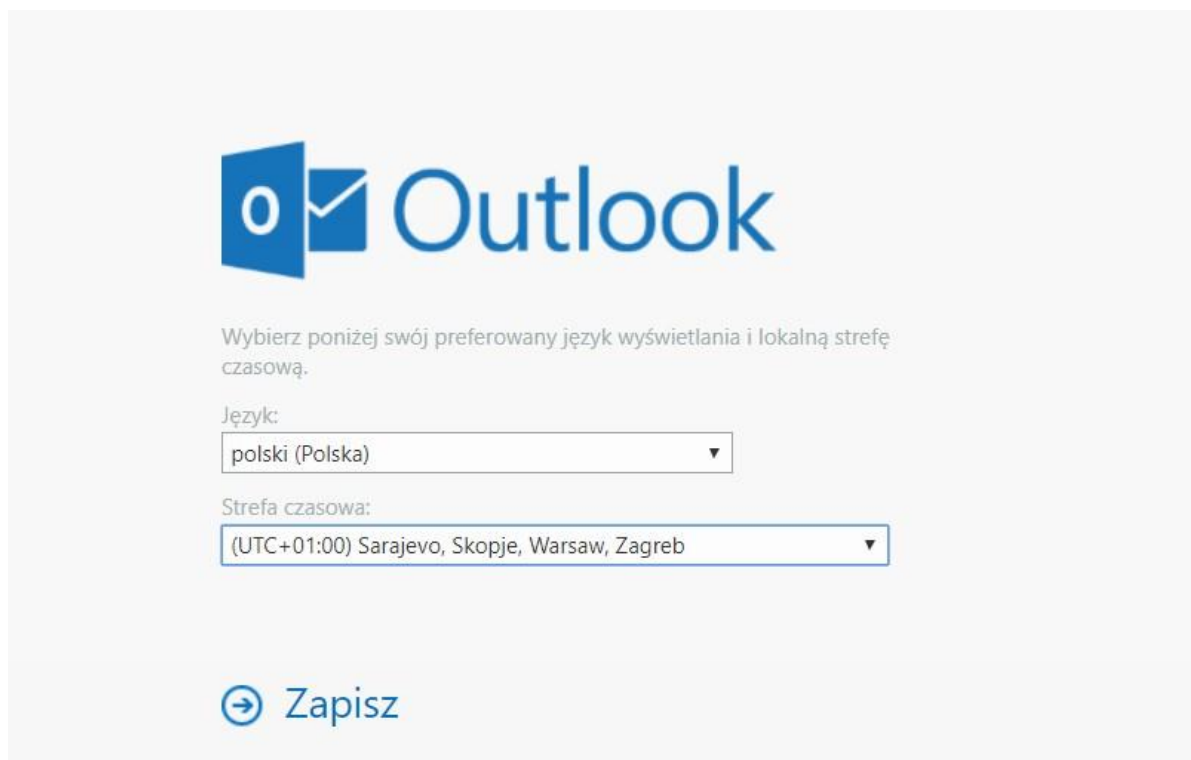 Outlook
Wybierz poniżej swój preferowany język wyświetlania i lokalną strefę
czasową.
Język:
polski (Polska)
Strefa czasowa:
(UTC+01:00) Sarajevo, Skopje, Warsaw, Zagreb
Zapisz